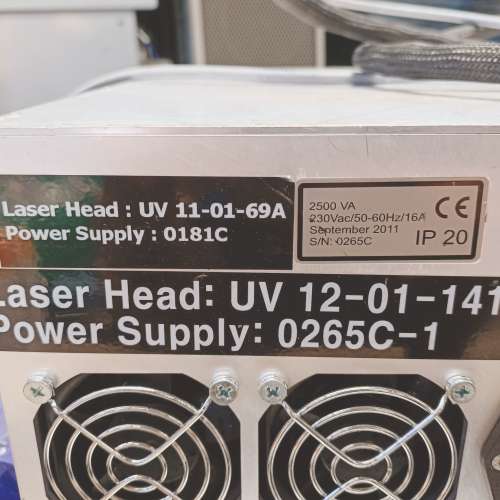 Laser Head : UV 11-01-69A
Power Supply : 0181C
2500 VA
230Vac/50-60Hz/16A
September 2011
S/N: 0265C
CE
IP 20
Laser Head: UV 12-01-141
Power Supply: 0265C-1